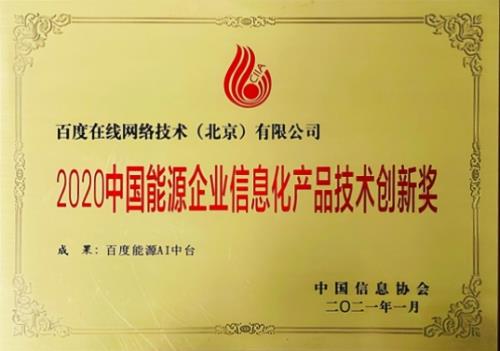 CIIA
百度在线网络技术（北京）有限公司
2020中国能源企业信息化产品技术创新奖
成 果：百度能源AI中台
中国信息协会
二〇二一年一月